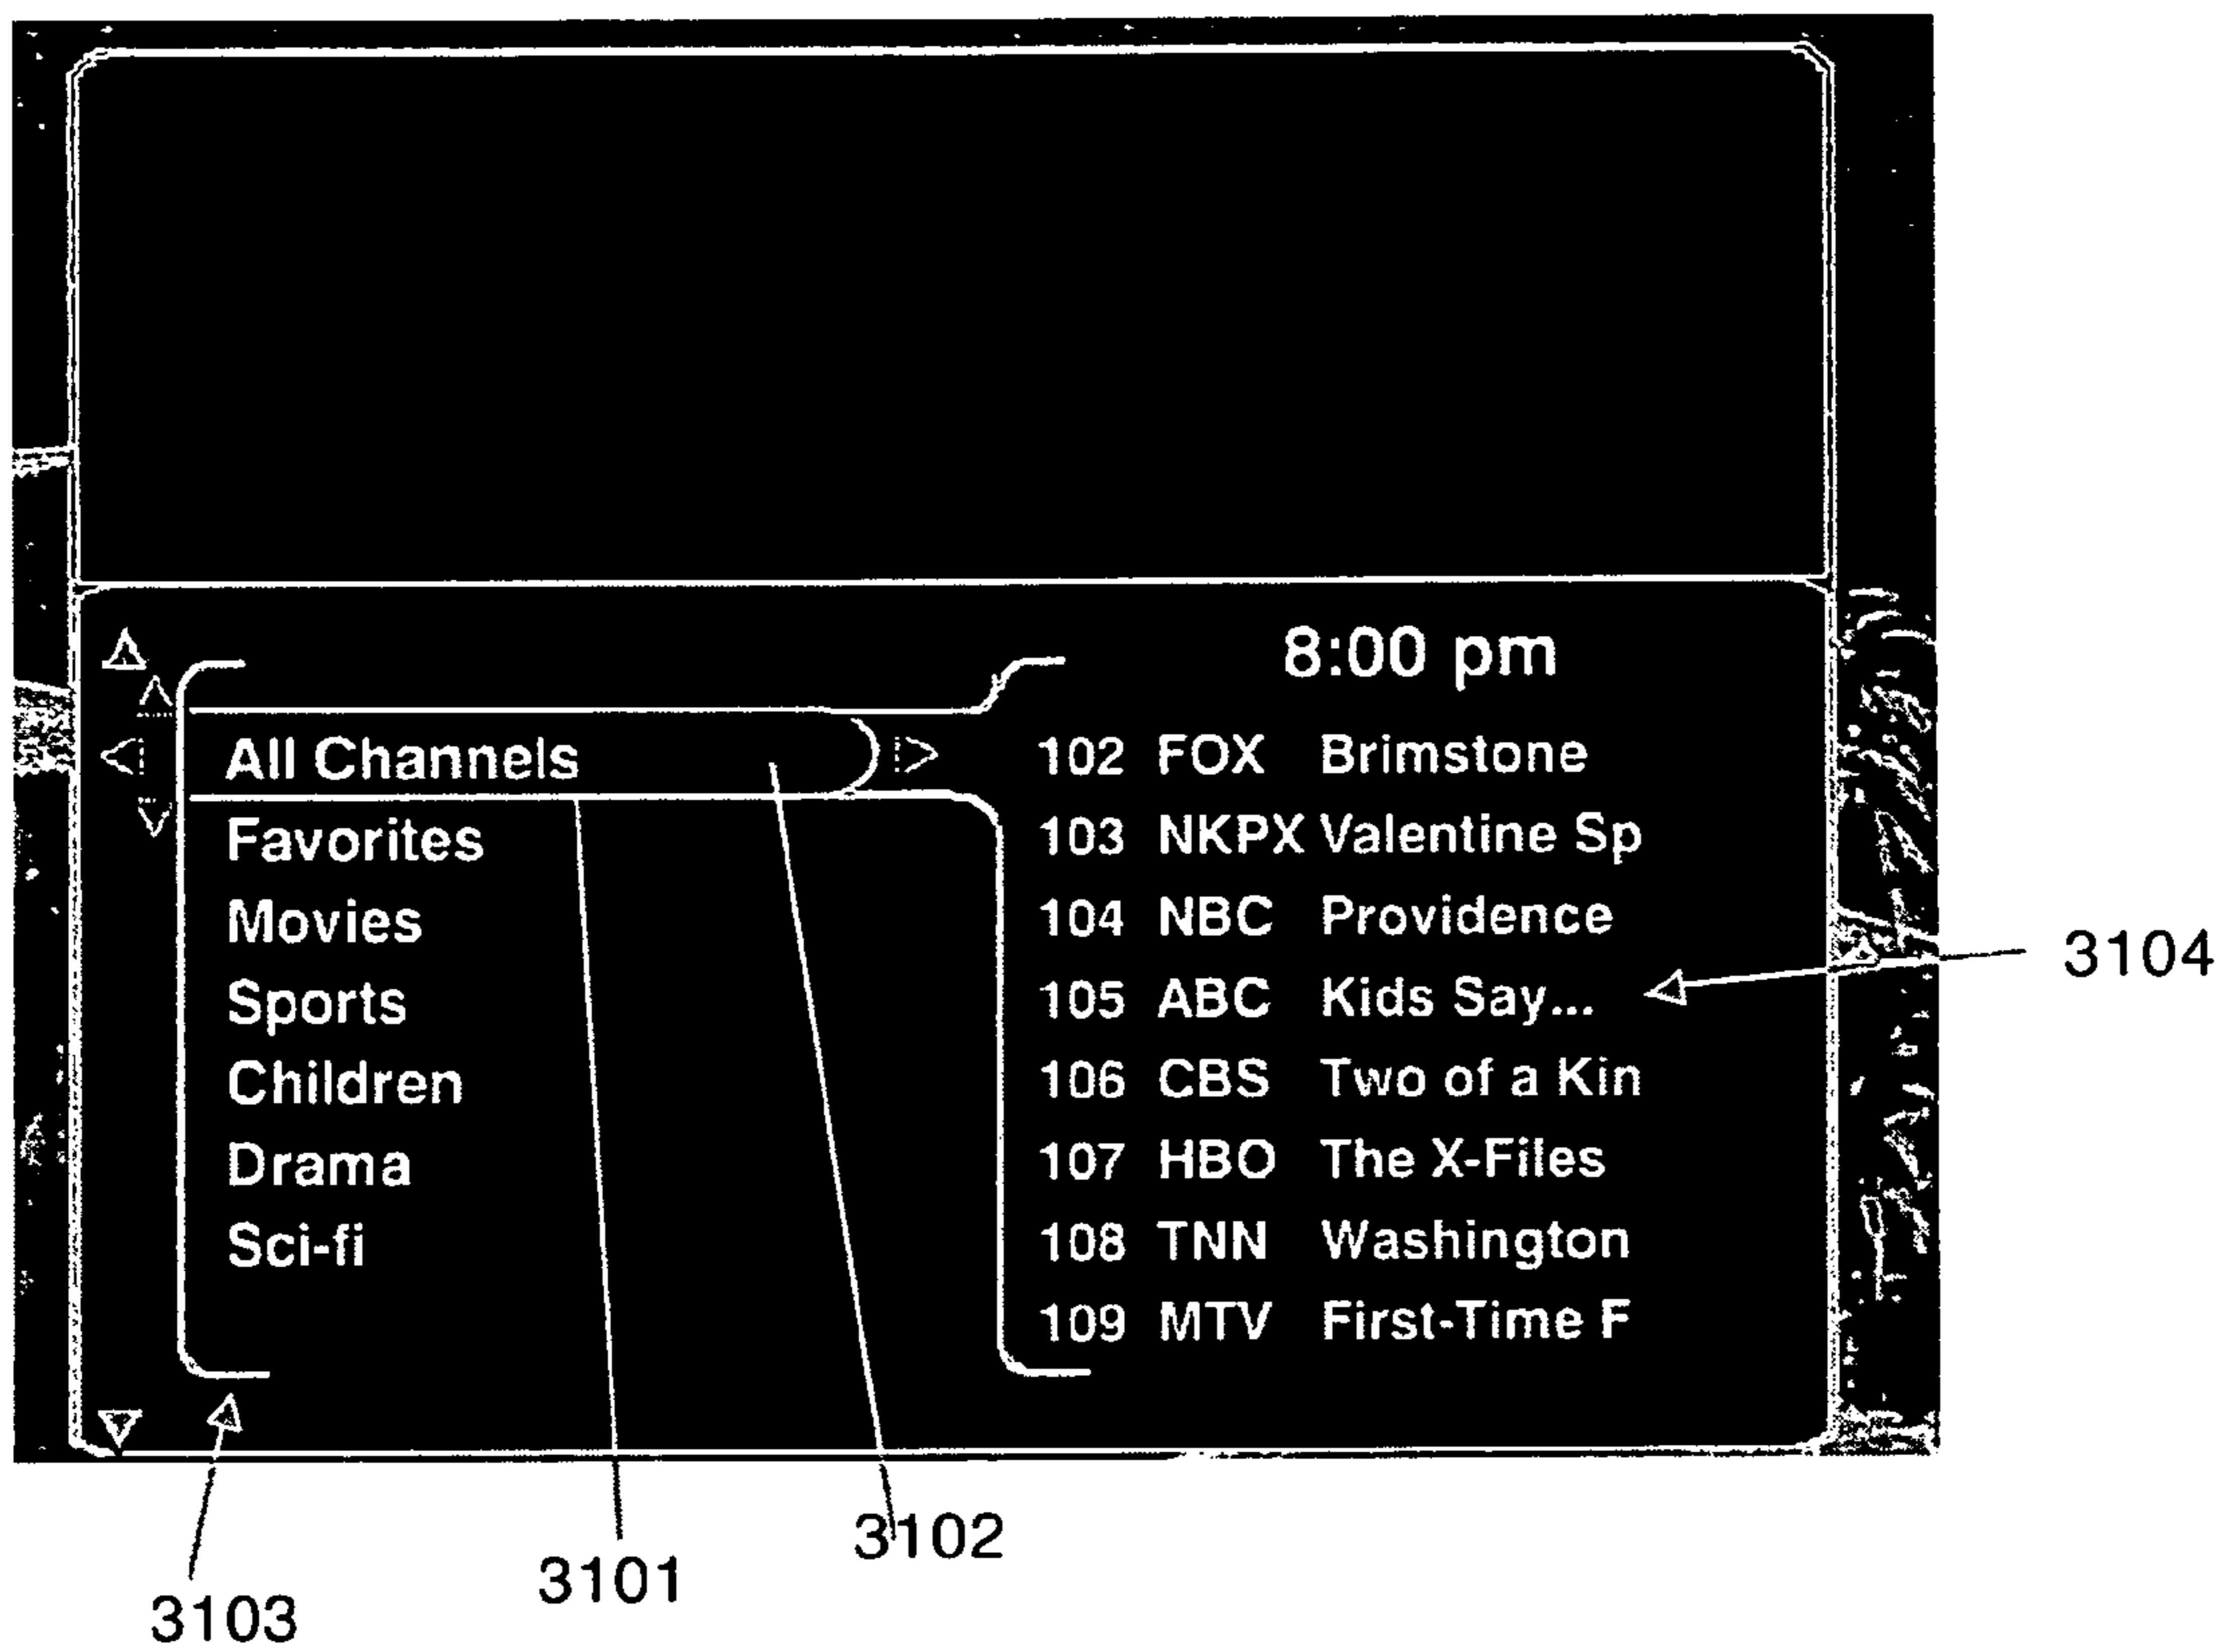 8:00 pm
All Channels
Favorites
Movies
Sports
Children
Drama
Sci-fi
102 FOX Brimstone
103 NKPX Valentine Sp
104 NBC Providence
105 ABC Kids Say...
106 CBS Two of a Kin
107 HBO The X-Files
108 TNN Washington
109 MTV First-Time F
3104
3102
3101
3103